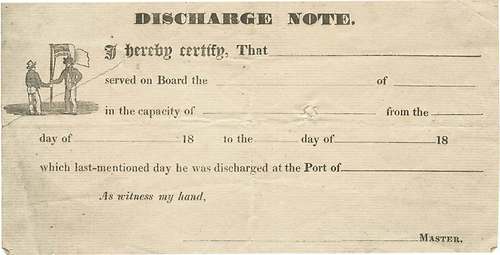 DISCHARGE NOTE.
I hereby certify, That
served on Board the of
in the capacity of from the
day of 18 to the day of 18
which last-mentioned day he was discharged at the Port of
As witness my hand,
MASTER.